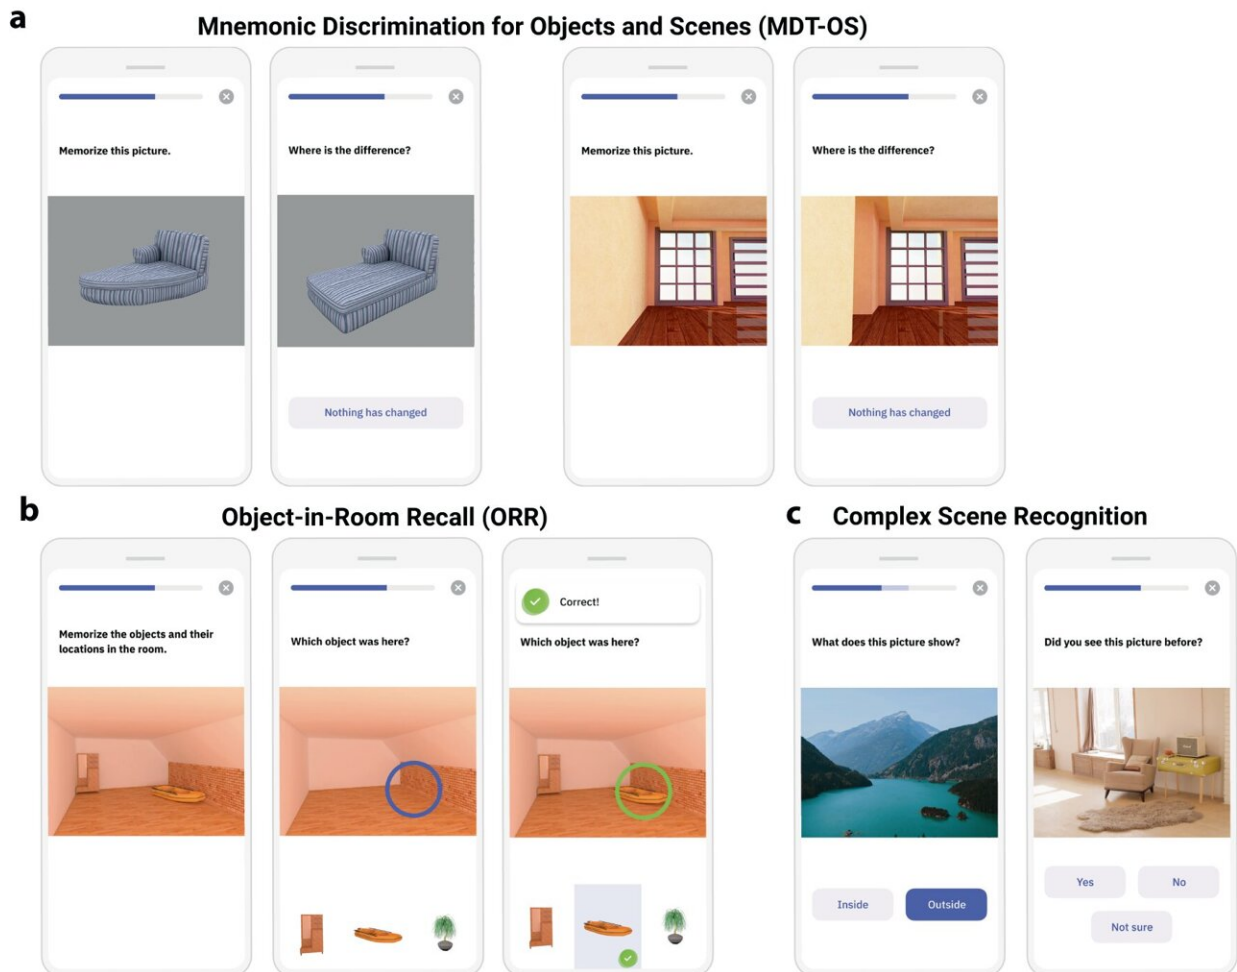 a
Mnemonic Discrimination for Objects and Scenes (MDT-OS)
Memorize this picture.
Where is the difference?
Nothing has changed
Memorize this picture.
Where is the difference?
Nothing has changed
b
Object-in-Room Recall (ORR)
Memorize the objects and their
locations in the room.
Which object was here?
Correct!
Which object was here?
c
Complex Scene Recognition
What does this picture show?
Inside
Outside
Did you see this picture before?
Yes
No
Not sure